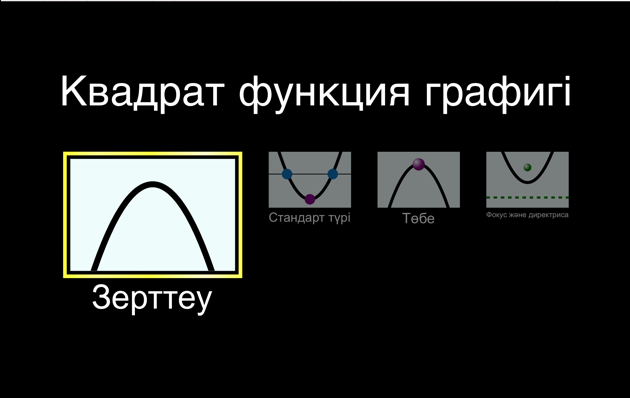 Квадрат функция графигі
Стандарт түрі
Төбе
Фокус және директриса
Зерттеу